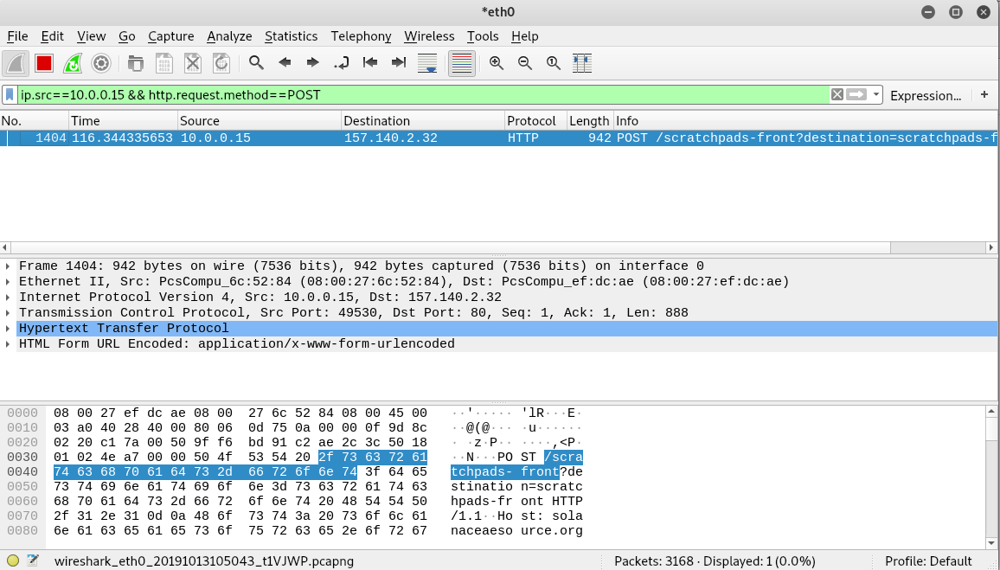 *eth0
File Edit View Go Capture Analyze Statistics Telephony Wireless Tools Help
ip.src==10.0.0.15 && http.request.method==POST Expression... +
No. Time Source Destination Protocol Length Info
1404 116.344335653 10.0.0.15 157.140.2.32 HTTP 942 POST /scratchpads-front?destination=scratchpads-f
Frame 1404: 942 bytes on wire (7536 bits), 942 bytes captured (7536 bits) on interface 0
Ethernet II, Src: PcsCompu_6c:52:84 (08:00:27:6c:52:84), Dst: PcsCompu_ef:dc:ae (08:00:27:ef:dc:ae)
Internet Protocol Version 4, Src: 10.0.0.15, Dst: 157.140.2.32
Transmission Control Protocol, Src Port: 49530, Dst Port: 80, Seq: 1, Ack: 1, Len: 888
Hypertext Transfer Protocol
HTML Form URL Encoded: application/x-www-form-urlencoded
0000 08 00 27 ef dc ae 08 00 27 6c 52 84 08 00 45 00 ··'····· 'lR···E·
0010 03 a0 40 28 40 00 80 06 0d 75 0a 00 00 0f 9d 8c ··@(@··· ·u······
0020 02 20 c1 7a 00 50 9f f6 bd 91 c2 ae 2c 3c 50 18 · ·z·P·· ····,<P·
0030 01 02 4e a7 00 00 50 4f 53 54 20 2f 73 63 72 61 ··N···PO ST /scra
0040 74 63 68 70 61 64 73 2d 66 72 6f 6e 74 3f 64 65 tchpads- front?de
0050 73 74 69 6e 61 74 69 6f 6e 3d 73 63 72 61 74 63 stinatio n=scratc
0060 68 70 61 64 73 2d 66 72 6f 6e 74 20 48 54 54 50 hpads-fr ont HTTP
0070 2f 31 2e 31 0d 0a 48 6f 73 74 3a 20 73 6f 6c 61 /1.1··Ho st: sola
0080 6e 61 63 65 61 65 73 6f 75 72 63 65 2e 6f 72 67 naceaeso urce.org
wireshark_eth0_20191013105043_t1VJWP.pcapng Packets: 3168 · Displayed: 1 (0.0%) Profile: Default